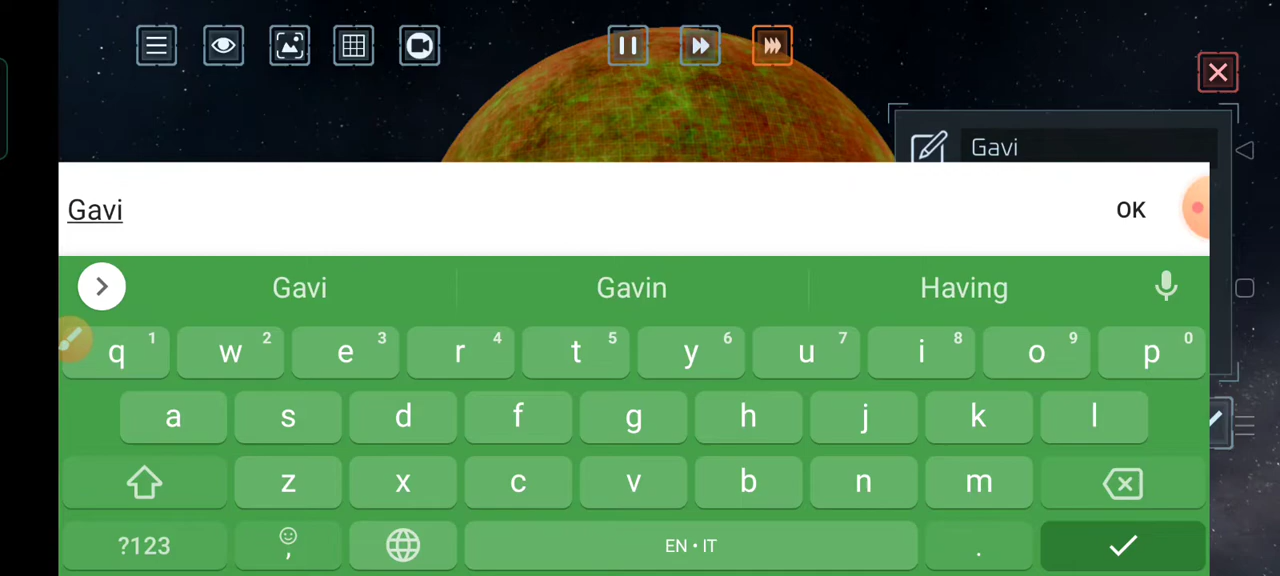 Gavi
Gavi OK
Gavi Gavin Having
q 1 w 2 e 3 r 4 t 5 y 6 u 7 i 8 o 9 p 0
a s d f g h j k l
z x c v b n m
?123 , EN • IT .